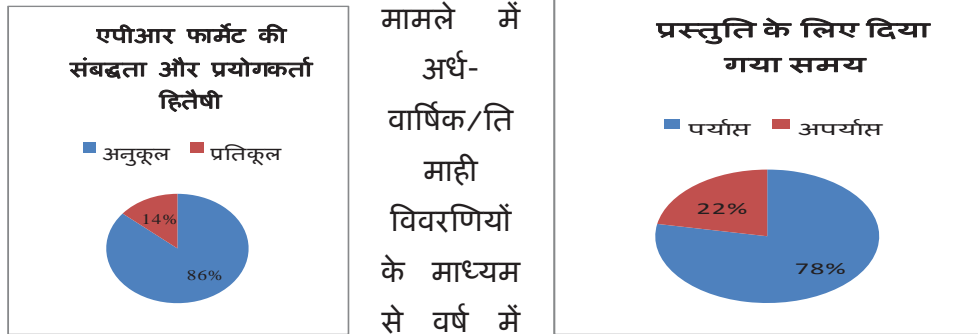 एपीआर फार्मेट की
संबद्धता और प्रयोगकर्ता
हितैषी
अनुकूल प्रतिकूल
14%
86%
मामले में
अर्ध-
वार्षिक/ति
माही
विवरणियों
के माध्यम
से वर्ष में
प्रस्तुति के लिए दिया
गया समय
पर्याप्त अपर्याप्त
22%
78%